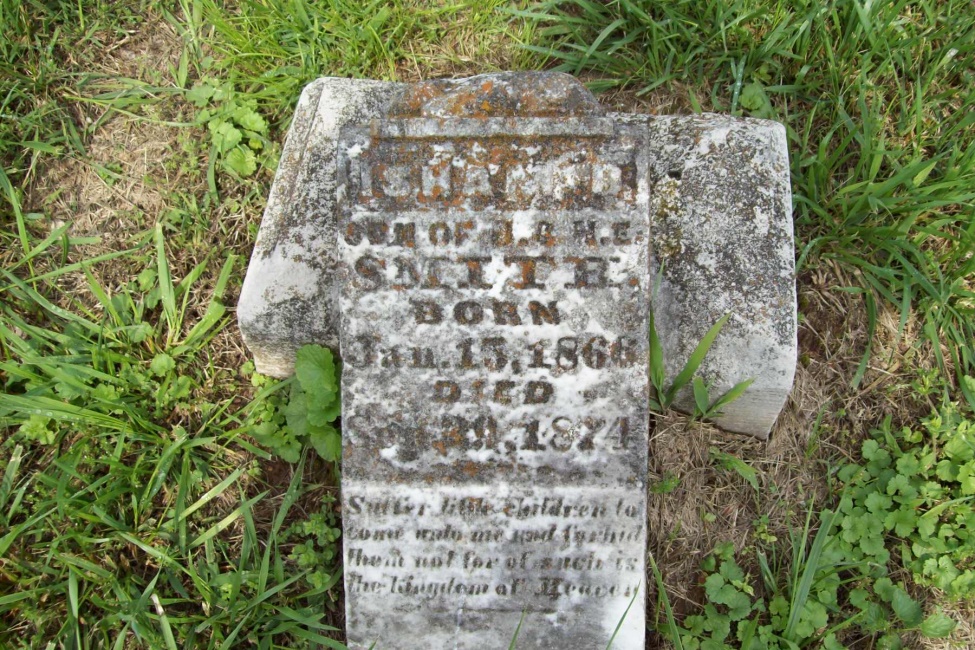 SON OF J. & M. E.
SMITH.
BORN
Jan. 15, 1866
DIED
1874
Suffer little children to
come unto me and forbid
them not for of such is
the kingdom of Heaven